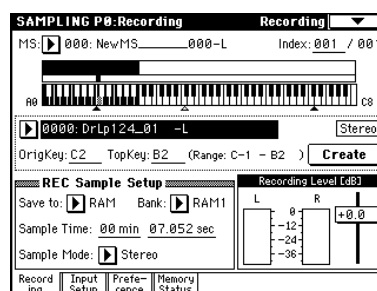 SAMPLING P0:Recording Recording
MS: 000: NewMS______000-L Index: 001 / 001
A0 C8
0000: DrLp124_01 -L Stereo
OrigKey: C2 TopKey: B2 (Range: C-1 - B2 ) Create
REC Sample Setup Recording Level [dB]
Save to: RAM Bank: RAM1 L R
0 +0.0
Sample Time: 00 min 07.052 sec -12
-24
Sample Mode: Stereo -36
Record ing Input Setup Prefe- rence Memory Status